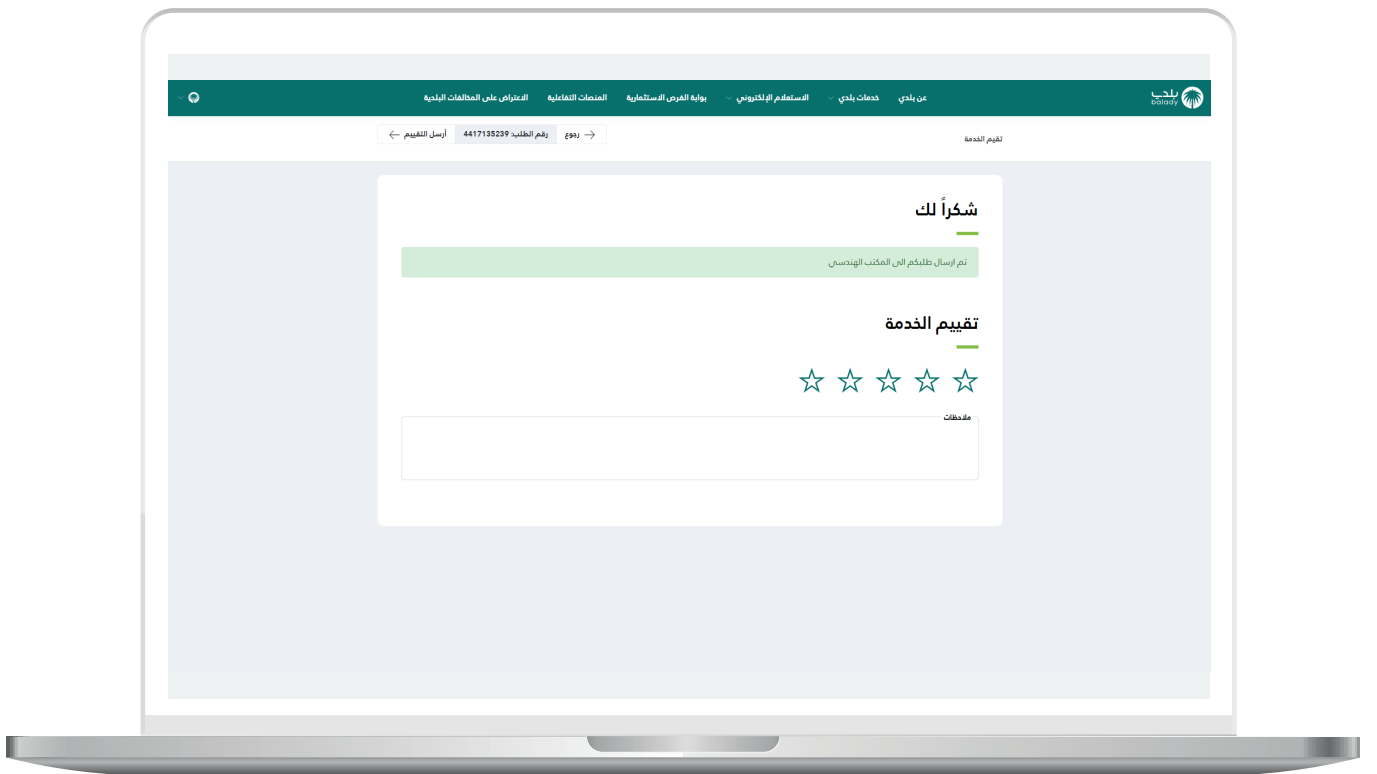 بلدي
balady
عن بلدي خدمات بلدي الاستعلام الإلكتروني بوابة الفرص الاستثمارية المنصات التفاعلية الاعتراض على المخالفات البلدية
تقيم الخدمة
رجوع رقم الطلب: 4417135239 أرسل التقييم
شكراً لك
تم ارسال طلبكم الى المكتب الهندسي
تقييم الخدمة
ملاحظات